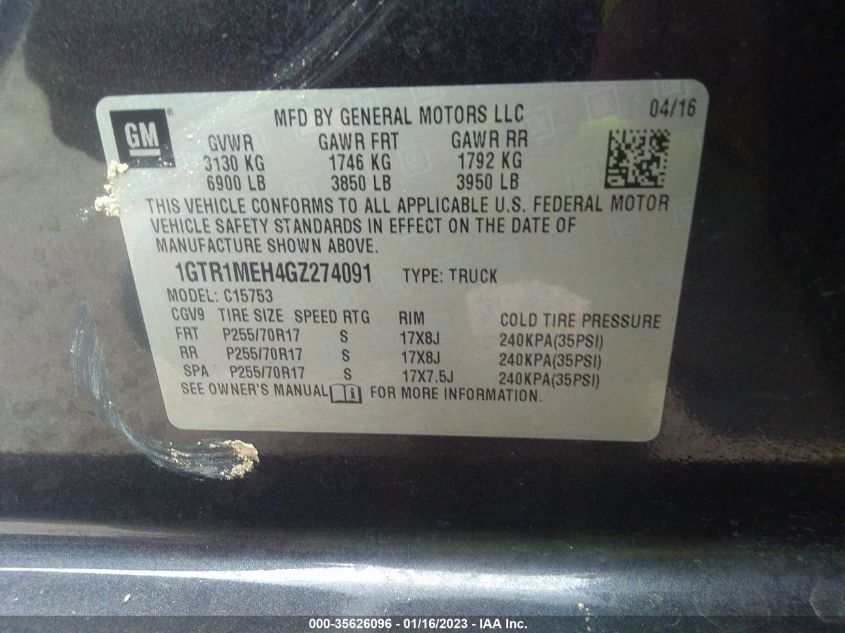 GM ® MFD BY GENERAL MOTORS LLC 04/16
GVWR GAWR FRT GAWR RR
3130 KG 1746 KG 1792 KG
6900 LB 3850 LB 3950 LB
THIS VEHICLE CONFORMS TO ALL APPLICABLE U.S. FEDERAL MOTOR
VEHICLE SAFETY STANDARDS IN EFFECT ON THE DATE OF
MANUFACTURE SHOWN ABOVE.
1GTR1MEH4GZ274091 TYPE: TRUCK
MODEL: C15753
CGV9 TIRE SIZE SPEED RTG RIM COLD TIRE PRESSURE
FRT P255/70R17 S 17X8J 240KPA(35PSI)
RR P255/70R17 S 17X8J 240KPA(35PSI)
SPA P255/70R17 S 17X7.5J 240KPA(35PSI)
SEE OWNER'S MANUAL i FOR MORE INFORMATION.
000-35626096 - 01/16/2023 - IAA Inc.